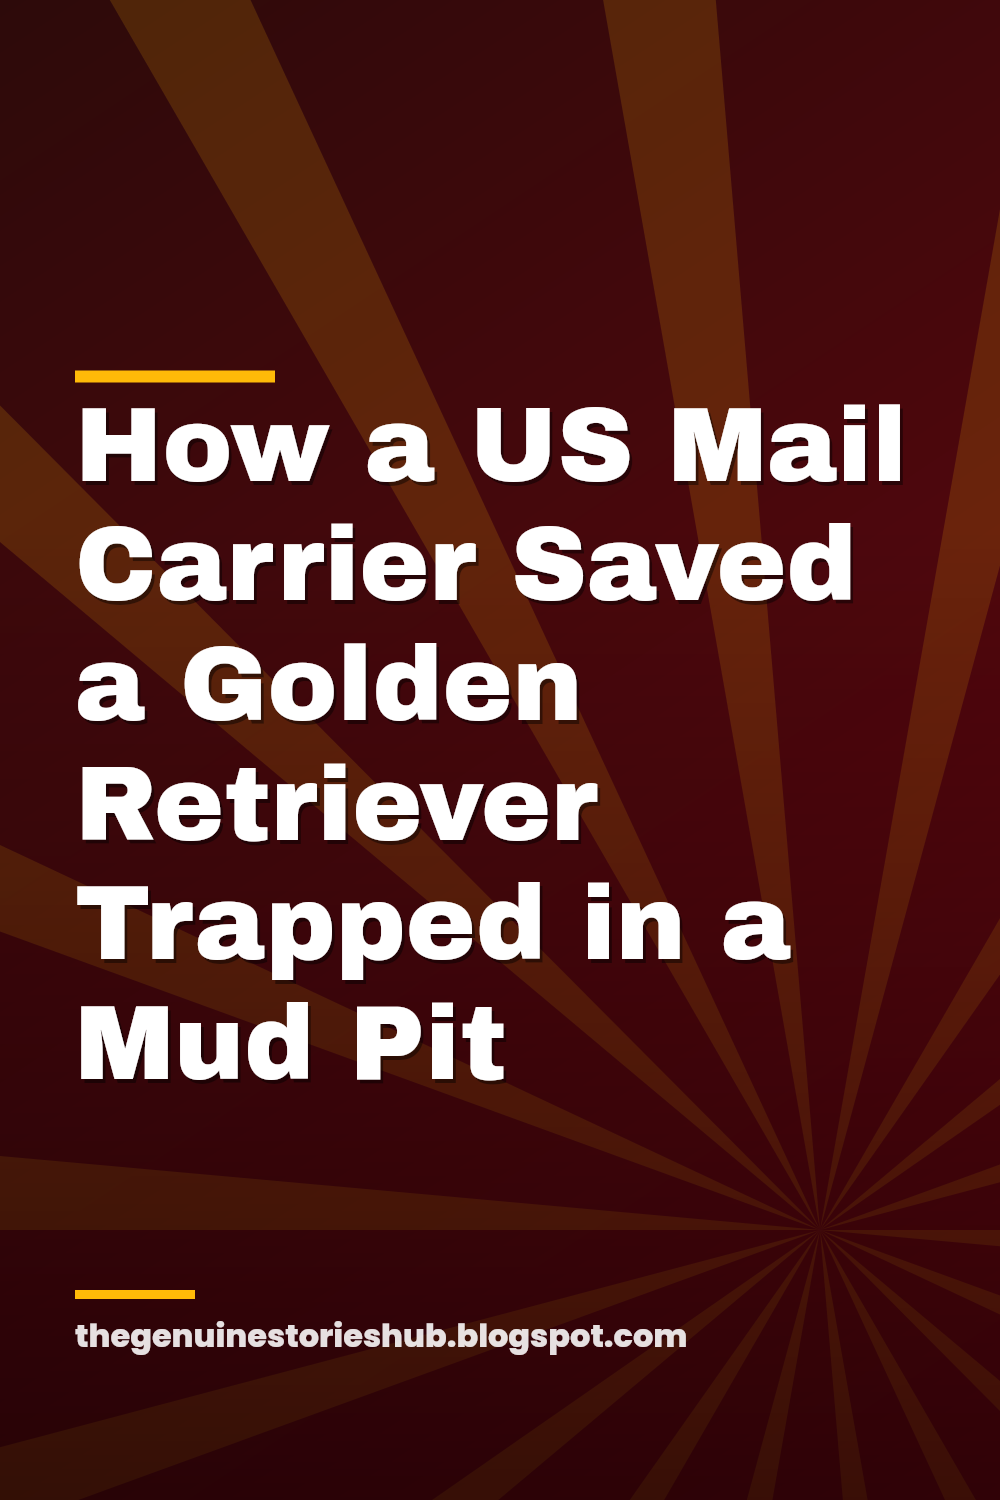 How a US Mail
Carrier Saved
a Golden
Retriever
Trapped in a
Mud Pit
thegenuinestorieshub.blogspot.com